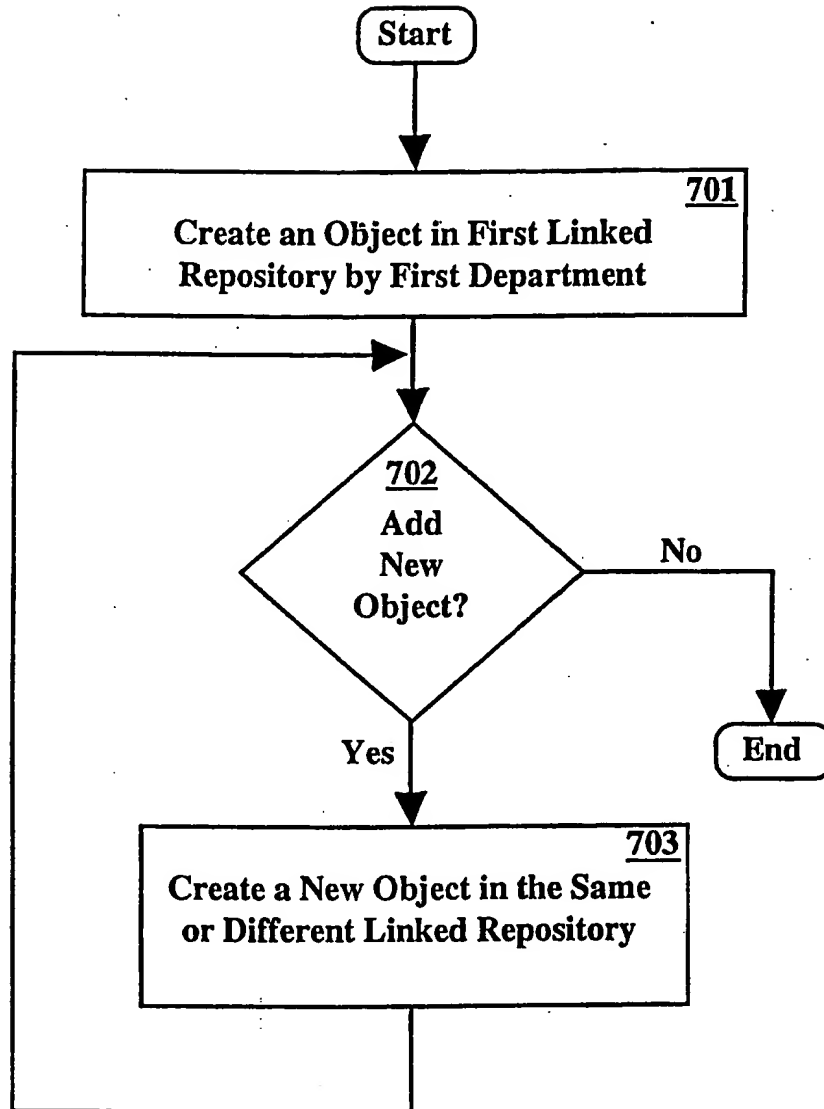 Start
701
Create an Object in First Linked
Repository by First Department
702
Add
New
Object?
No
Yes
End
703
Create a New Object in the Same
or Different Linked Repository